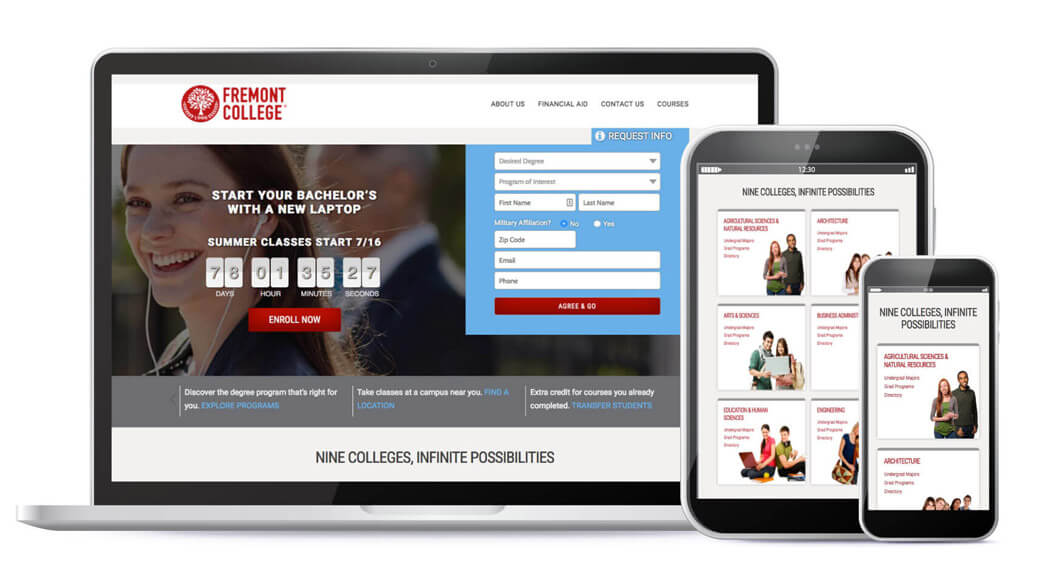 FREMONT
COLLEGE
ABOUT US FINANCIAL AID CONTACT US COURSES
REQUEST INFO
START YOUR BACHELOR'S
WITH A NEW LAPTOP
SUMMER CLASSES START 7/16
78 01 35 27
DAYS HOUR MINUTES SECONDS
ENROLL NOW
Desired Degree
Program of Interest
First Name Last Name
Military Affiliation? No Yes
Zip Code
Email
Phone
AGREE & GO
Discover the degree program that's right for
you. EXPLORE PROGRAMS
Take classes at a campus near you. FIND A
LOCATION
Extra credit for courses you already
completed. TRANSFER STUDENTS
NINE COLLEGES, INFINITE POSSIBILITIES
12:30
NINE COLLEGES, INFINITE POSSIBILITIES
AGRICULTURAL SCIENCES &
NATURAL RESOURCES
Undergrad Majors
Grad Programs
Directory
ARCHITECTURE
Undergrad Majors
Grad Programs
Directory
ARTS & SCIENCES
Undergrad Majors
Grad Programs
Directory
BUSINESS ADMINIST
Undergrad Majors
Grad Programs
Directory
EDUCATION & HUMAN
SCIENCES
Undergrad Majors
Grad Programs
Directory
ENGINEERING
Undergrad Majors
Grad Programs
Directory
NINE COLLEGES, INFINITE
POSSIBILITIES
AGRICULTURAL SCIENCES &
NATURAL RESOURCES
Undergrad Majors
Grad Programs
Directory
ARCHITECTURE
Undergrad Majors
Grad Programs
Directory